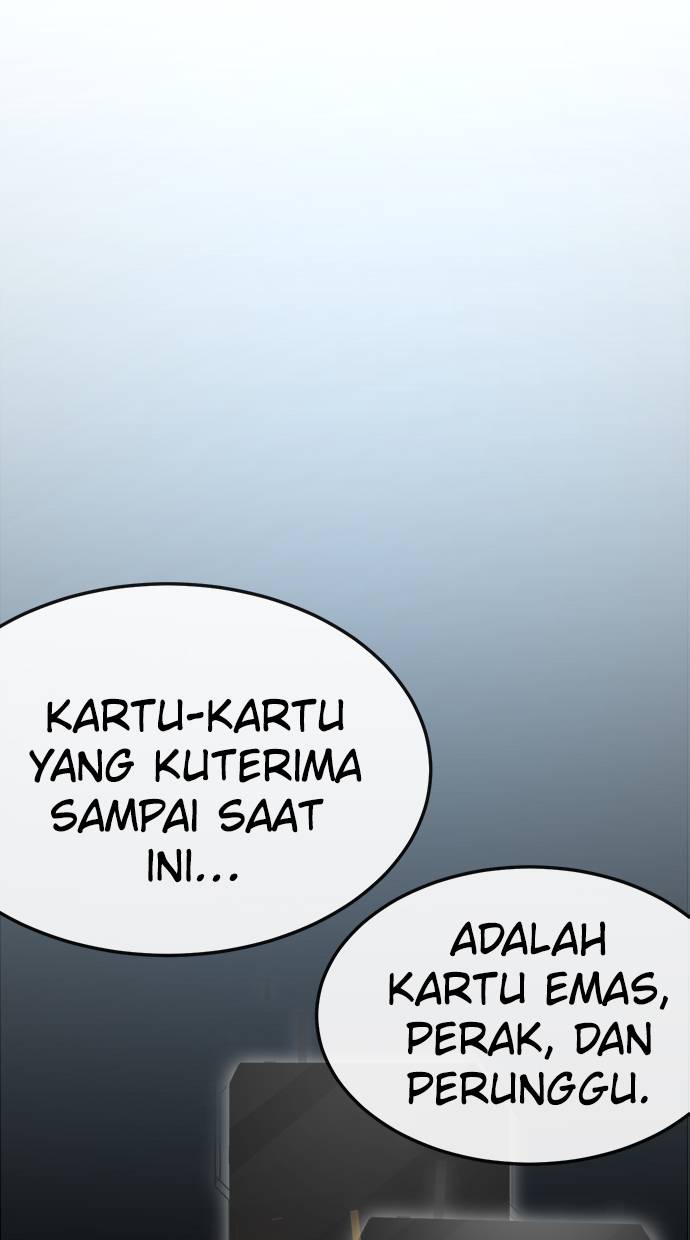 KARTU-KARTU
YANG KUTERIMA
SAMPAI SAAT
INI...
ADALAH
KARTU EMAS,
PERAK, DAN
PERUNGGU.